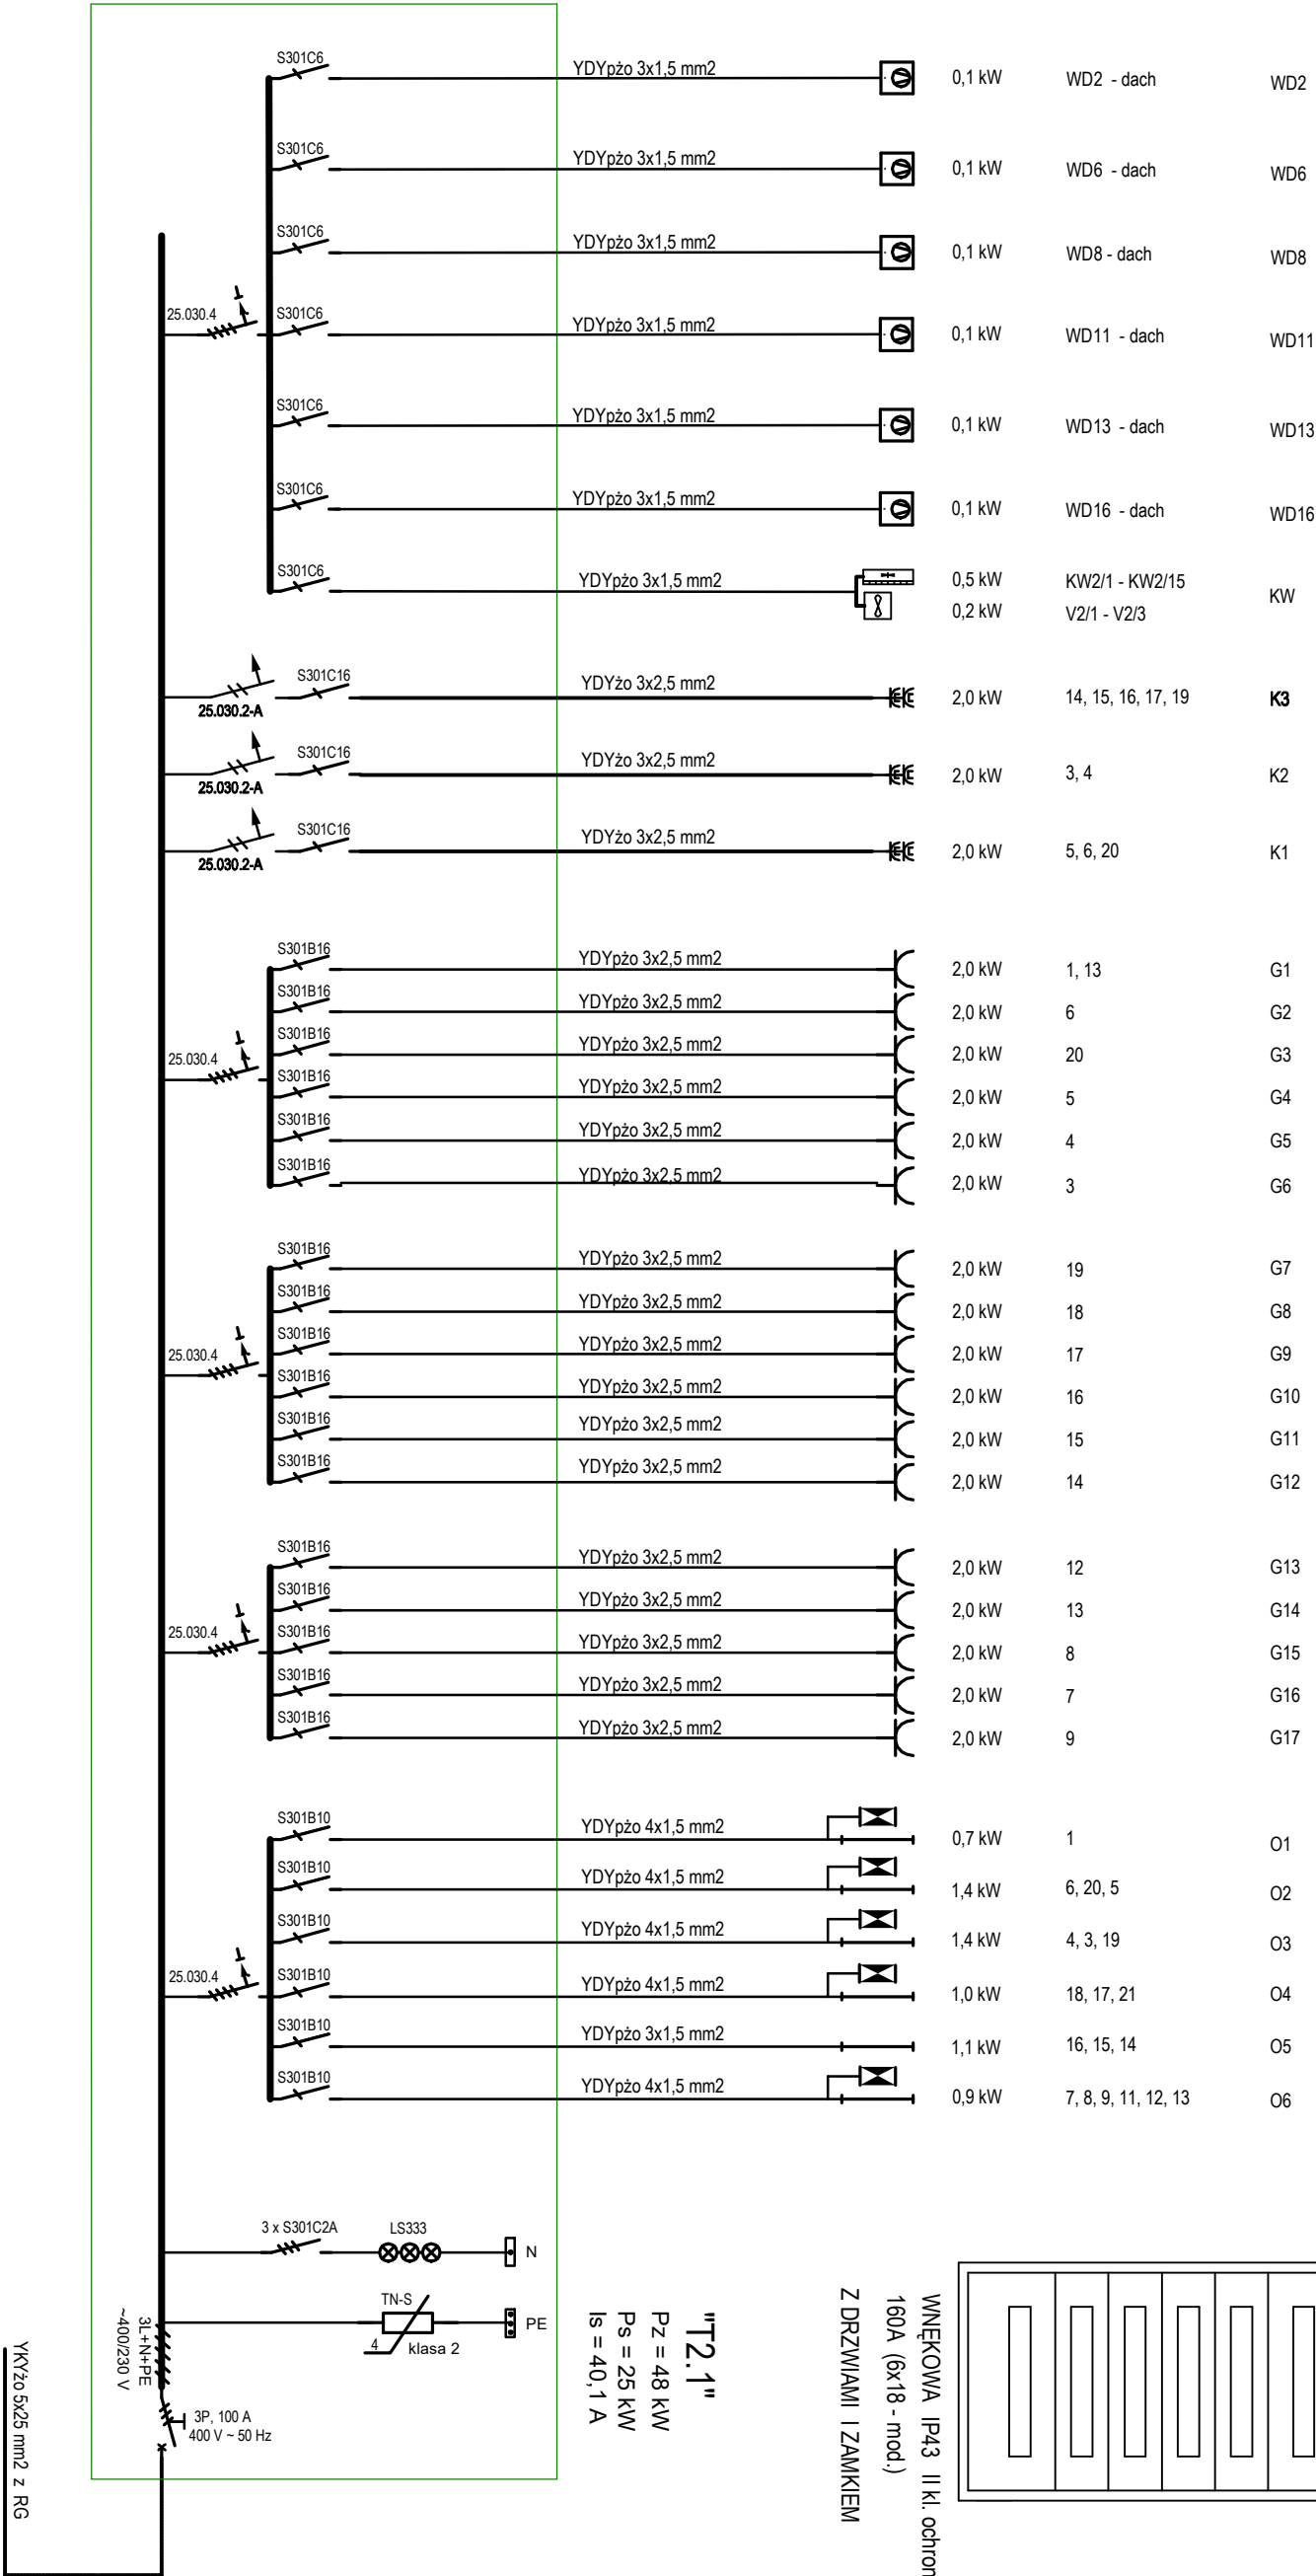 S301C6 YDYpżo 3x1,5 mm2 0,1 kW WD2 - dach WD2
S301C6 YDYpżo 3x1,5 mm2 0,1 kW WD6 - dach WD6
S301C6 YDYpżo 3x1,5 mm2 0,1 kW WD8 - dach WD8
25.030.4 S301C6 YDYpżo 3x1,5 mm2 0,1 kW WD11 - dach WD11
S301C6 YDYpżo 3x1,5 mm2 0,1 kW WD13 - dach WD13
S301C6 YDYpżo 3x1,5 mm2 0,1 kW WD16 - dach WD16
S301C6 YDYpżo 3x1,5 mm2 0,5 kW KW2/1 - KW2/15 KW
0,2 kW V2/1 - V2/3
25.030.2-A S301C16 YDYżo 3x2,5 mm2 2,0 kW 14, 15, 16, 17, 19 K3
25.030.2-A S301C16 YDYżo 3x2,5 mm2 2,0 kW 3, 4 K2
25.030.2-A S301C16 YDYżo 3x2,5 mm2 2,0 kW 5, 6, 20 K1
S301B16 YDYpżo 3x2,5 mm2 2,0 kW 1, 13 G1
S301B16 YDYpżo 3x2,5 mm2 2,0 kW 6 G2
25.030.4 S301B16 YDYpżo 3x2,5 mm2 2,0 kW 20 G3
S301B16 YDYpżo 3x2,5 mm2 2,0 kW 5 G4
S301B16 YDYpżo 3x2,5 mm2 2,0 kW 4 G5
S301B16 YDYpżo 3x2,5 mm2 2,0 kW 3 G6
S301B16 YDYpżo 3x2,5 mm2 2,0 kW 19 G7
S301B16 YDYpżo 3x2,5 mm2 2,0 kW 18 G8
25.030.4 S301B16 YDYpżo 3x2,5 mm2 2,0 kW 17 G9
S301B16 YDYpżo 3x2,5 mm2 2,0 kW 16 G10
S301B16 YDYpżo 3x2,5 mm2 2,0 kW 15 G11
S301B16 YDYpżo 3x2,5 mm2 2,0 kW 14 G12
S301B16 YDYpżo 3x2,5 mm2 2,0 kW 12 G13
S301B16 YDYpżo 3x2,5 mm2 2,0 kW 13 G14
25.030.4 S301B16 YDYpżo 3x2,5 mm2 2,0 kW 8 G15
S301B16 YDYpżo 3x2,5 mm2 2,0 kW 7 G16
S301B16 YDYpżo 3x2,5 mm2 2,0 kW 9 G17
S301B10 YDYpżo 4x1,5 mm2 0,7 kW 1 O1
S301B10 YDYpżo 4x1,5 mm2 1,4 kW 6, 20, 5 O2
S301B10 YDYpżo 4x1,5 mm2 1,4 kW 4, 3, 19 O3
25.030.4 S301B10 YDYpżo 4x1,5 mm2 1,0 kW 18, 17, 21 O4
S301B10 YDYpżo 3x1,5 mm2 1,1 kW 16, 15, 14 O5
S301B10 YDYpżo 4x1,5 mm2 0,9 kW 7, 8, 9, 11, 12, 13 O6
3 x S301C2A LS333 N
TN-S PE
4 klasa 2
3L+N+PE
~400/230 V
3P, 100 A
400 V ~ 50 Hz
YKYżo 5x25 mm2 z RG
"T2.1"
Pz = 48 kW
Ps = 25 kW
Is = 40,1 A
WNĘKOWA IP43 II kl. ochron
160A (6x18 - mod.)
Z DRZWIAMI I ZAMKIEM